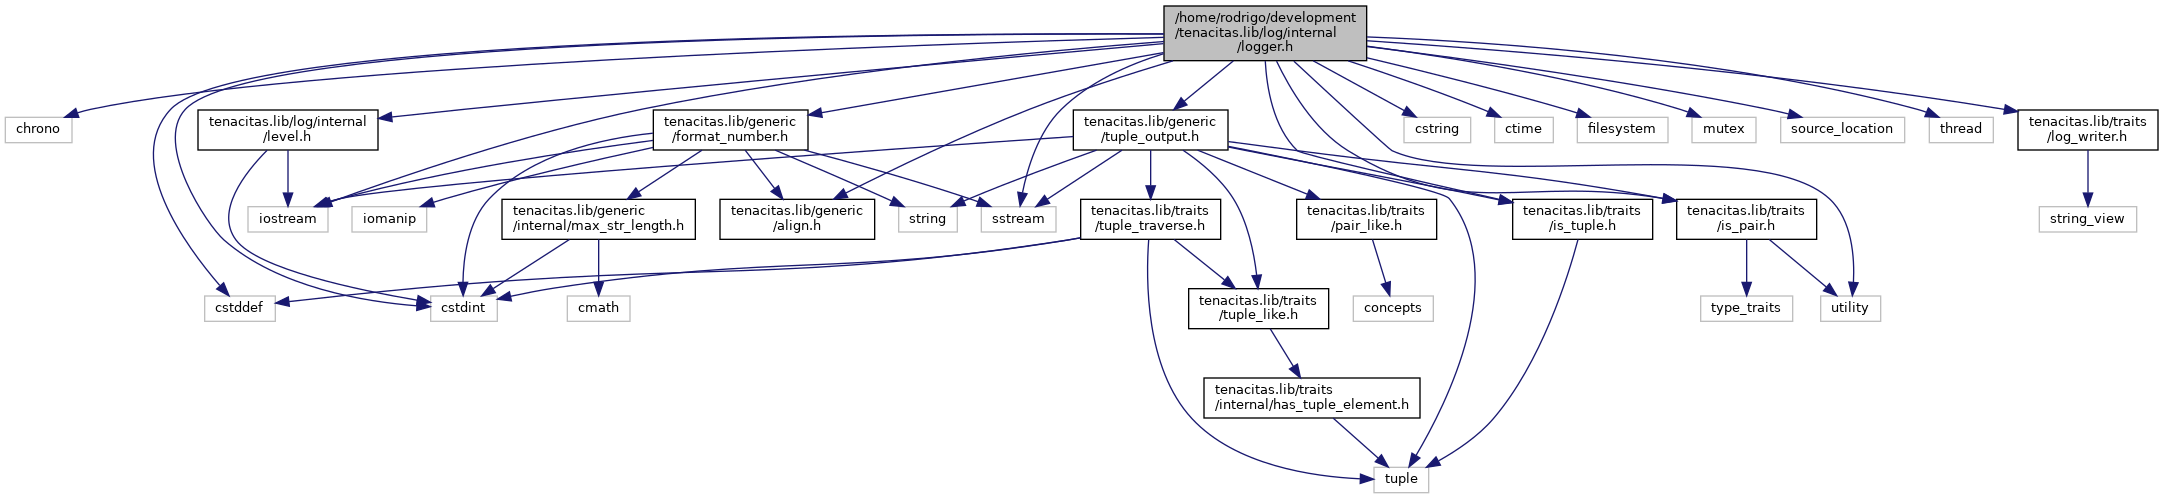 /home/rodrigo/development
/tenacitas.lib/log/internal
/logger.h
chrono
tenacitas.lib/log/internal
/level.h
tenacitas.lib/generic
/format_number.h
tenacitas.lib/generic
/tuple_output.h
cstring
ctime
filesystem
mutex
source_location
thread
tenacitas.lib/traits
/log_writer.h
iostream
iomanip
tenacitas.lib/generic
/internal/max_str_length.h
tenacitas.lib/generic
/align.h
string
sstream
tenacitas.lib/traits
/tuple_traverse.h
tenacitas.lib/traits
/pair_like.h
tenacitas.lib/traits
/is_tuple.h
tenacitas.lib/traits
/is_pair.h
string_view
cstddef
cstdint
cmath
tenacitas.lib/traits
/tuple_like.h
concepts
type_traits
utility
tenacitas.lib/traits
/internal/has_tuple_element.h
tuple